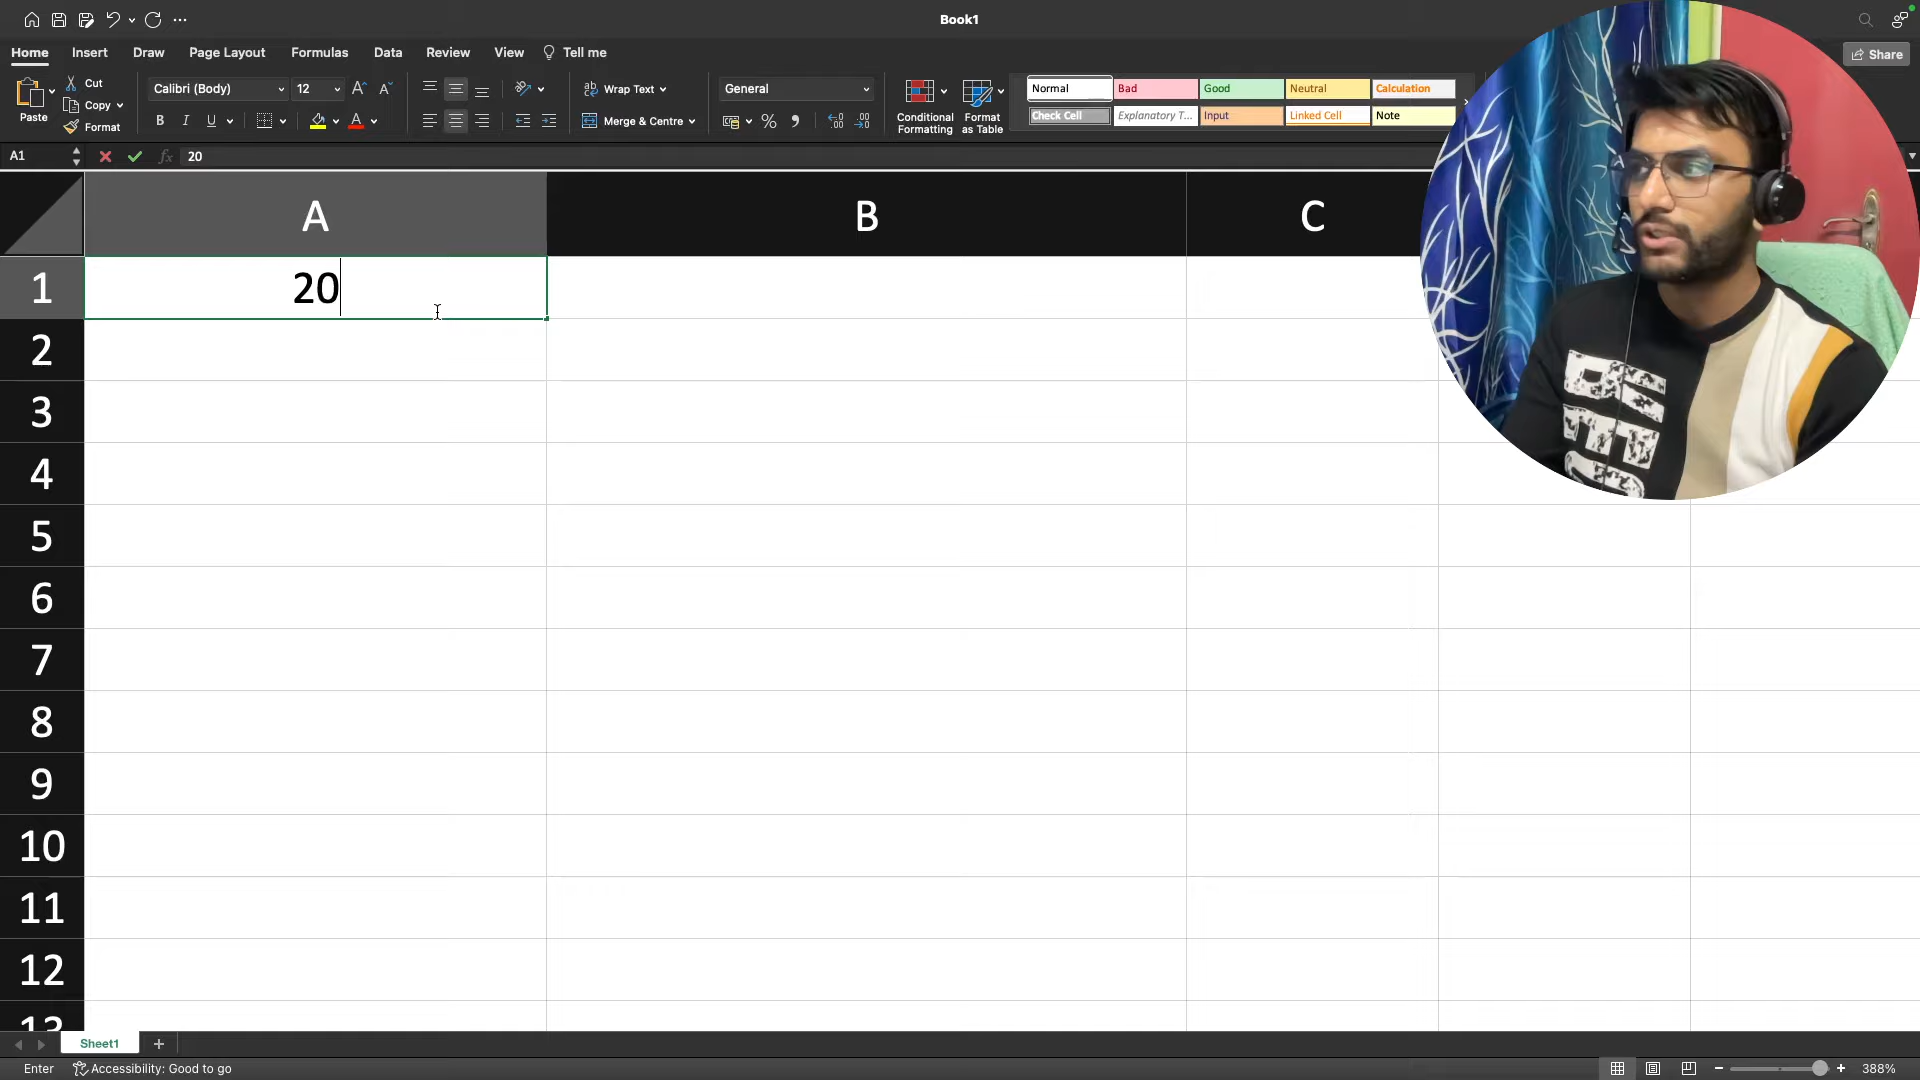 Book1
Home Insert Draw Page Layout Formulas Data Review View Tell me Share
Cut
Copy
Format
Paste
Calibri (Body) 12
B I U
Wrap Text
Merge & Centre
General
Conditional Formatting
Format as Table
Normal Bad Good Neutral Calculation
Check Cell Explanatory T... Input Linked Cell Note
A1 fx 20
A B C
1 20
2
3
4
5
6
7
8
9
10
11
12
13
Sheet1
Enter Accessibility: Good to go 388%